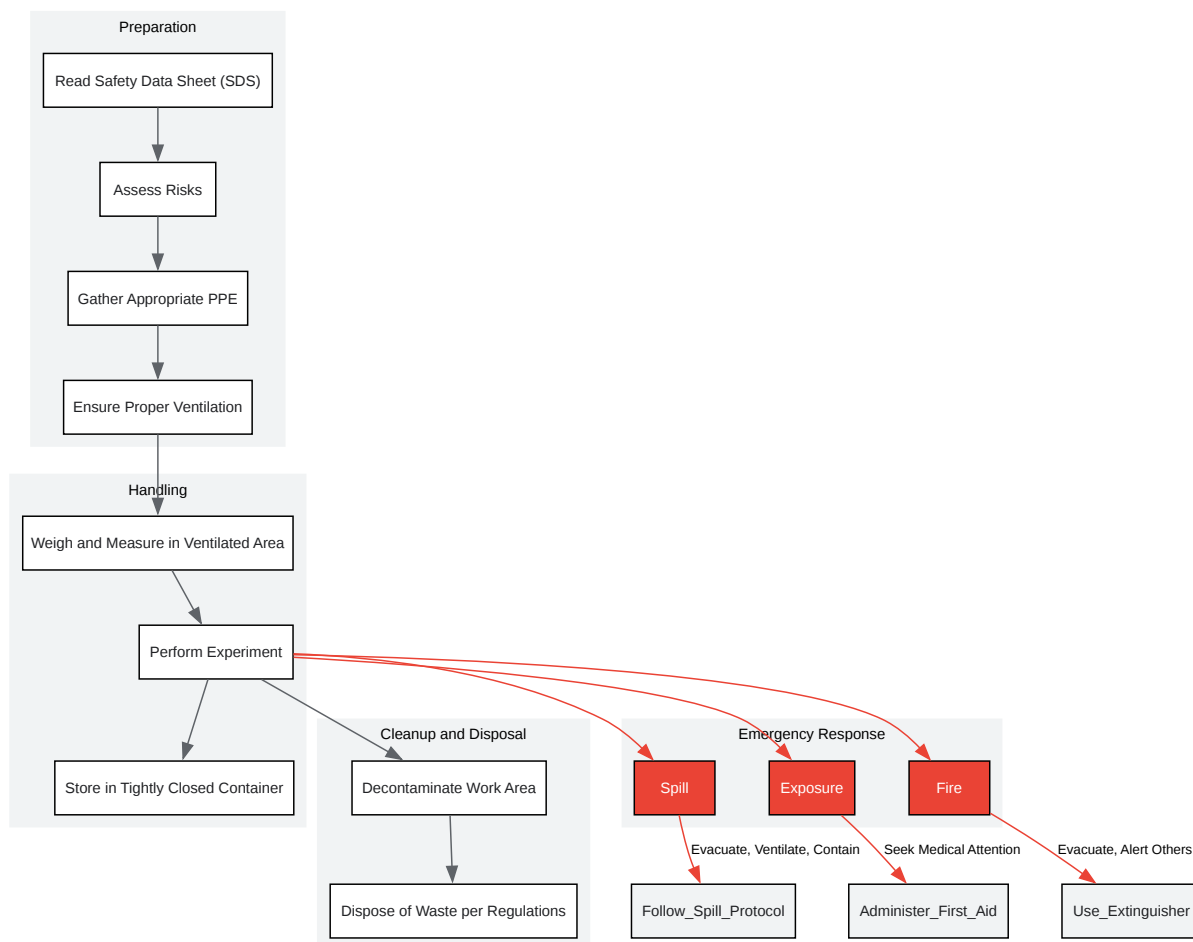 Preparation
Read Safety Data Sheet (SDS)
Assess Risks
Gather Appropriate PPE
Ensure Proper Ventilation
Handling
Weigh and Measure in Ventilated Area
Perform Experiment
Store in Tightly Closed Container
Cleanup and Disposal
Decontaminate Work Area
Dispose of Waste per Regulations
Emergency Response
Spill
Exposure
Fire
Evacuate, Ventilate, Contain
Seek Medical Attention
Evacuate, Alert Others
Follow_Spill_Protocol
Administer_First_Aid
Use_Extinguisher